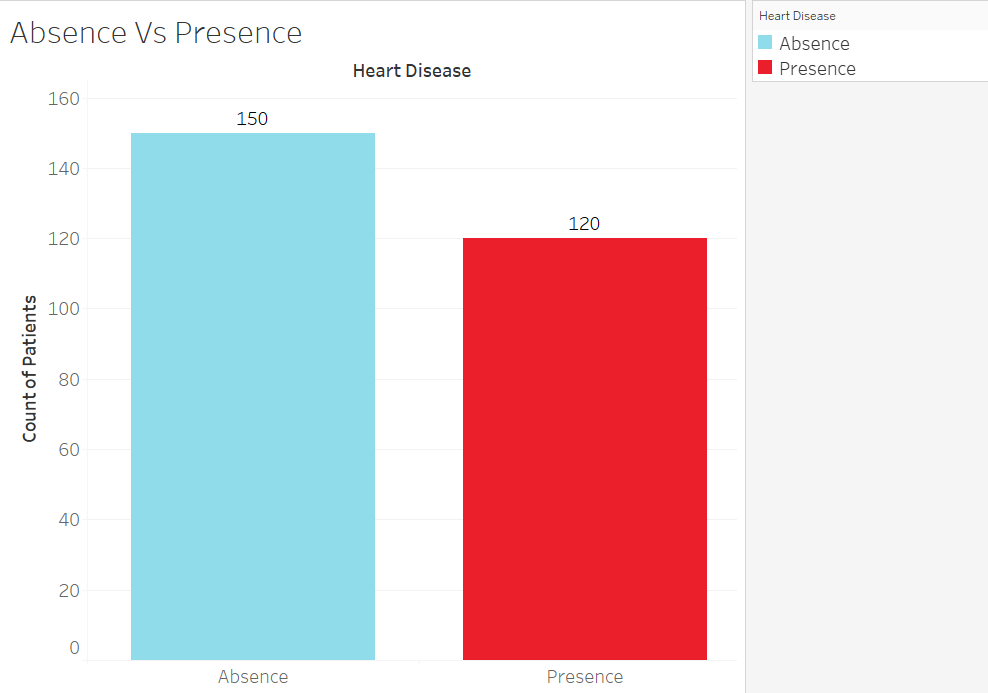 Absence Vs Presence
Heart Disease
160
150
140
120
120
100
80
60
40
20
0
Count of Patients
Absence
Presence
Heart Disease
Absence
Presence